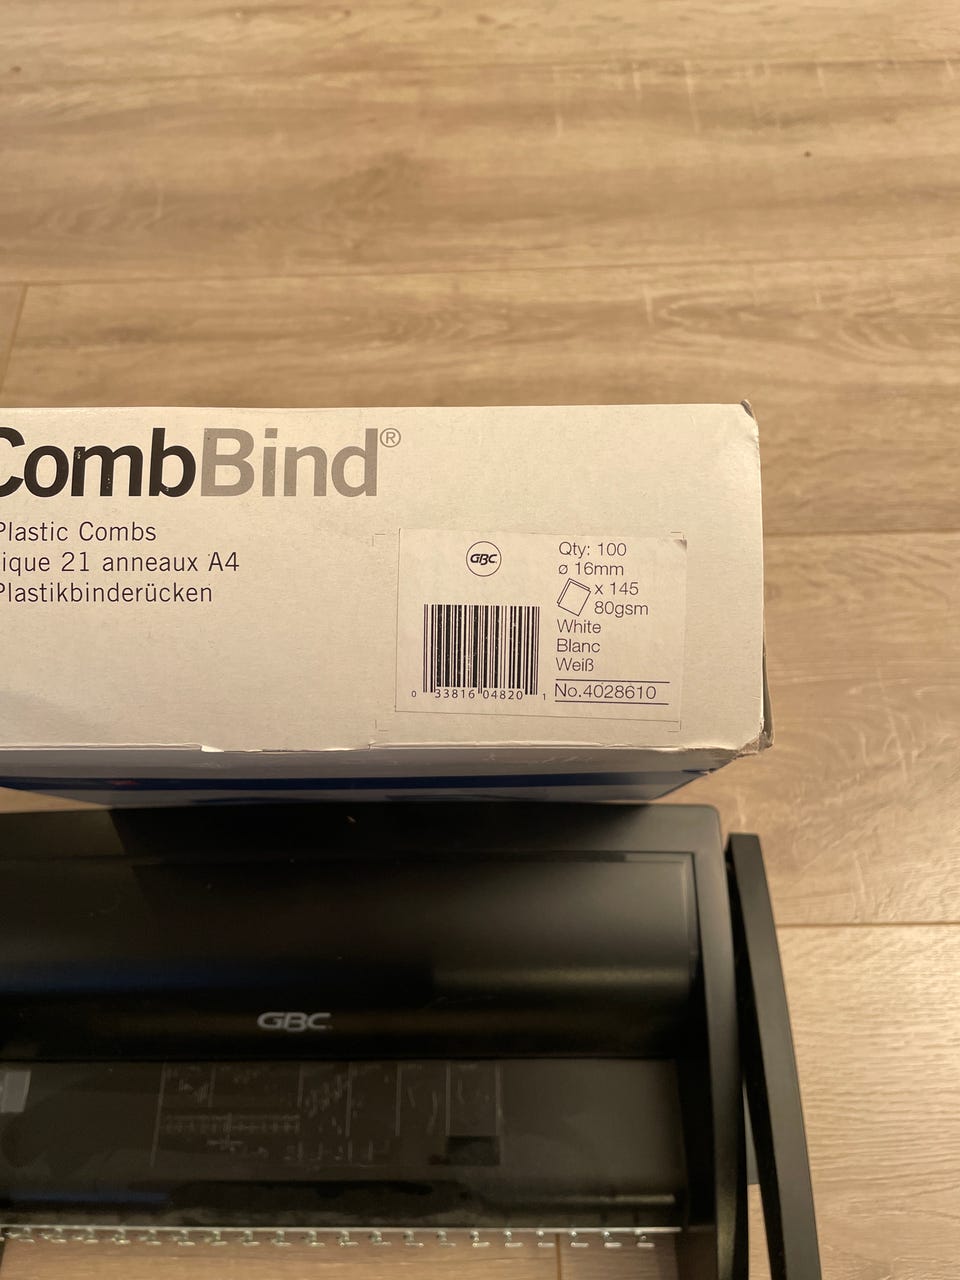 CombBind®
Plastic Combs
ique 21 anneaux A4
Plastikbinderücken
GBC
Qty: 100
ø 16mm
x 145
80gsm
White
Blanc
Weiß
No.4028610
0 33816 04820 1
GBC